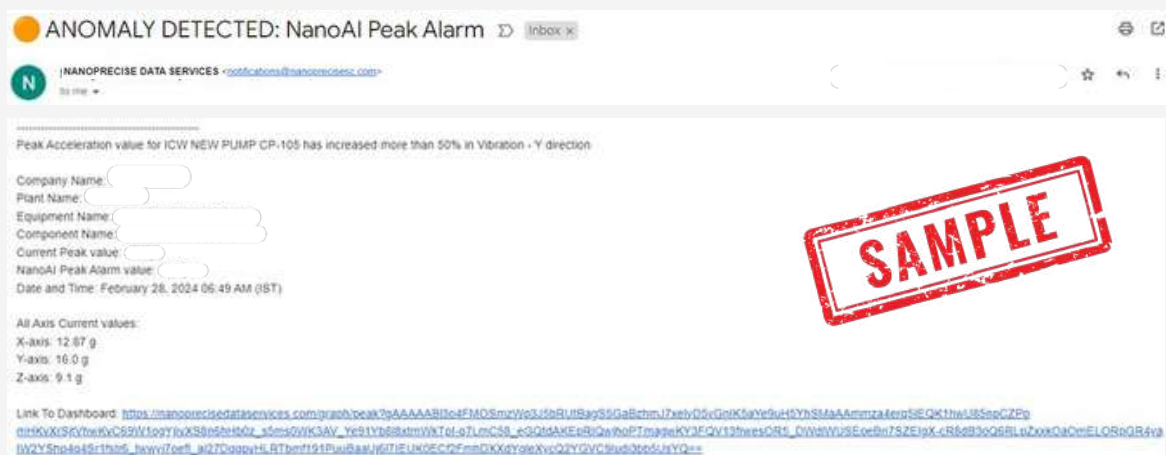 ANOMALY DETECTED: NanoAI Peak Alarm Inbox ×
N
NANOPRECISE DATA SERVICES <notifications@nanoprecisesc.com>
to me
Peak Acceleration value for ICW NEW PUMP CP-105 has increased more than 50% in Vibration - Y direction
Company Name:
Plant Name:
Equipment Name:
Component Name:
Current Peak value:
NanoAI Peak Alarm value:
Date and Time: February 28, 2024 06:49 AM (IST)
SAMPLE
All Axis Current values:
X-axis: 12.87 g
Y-axis: 16.0 g
Z-axis: 9.1 g
Link To Dashboard: